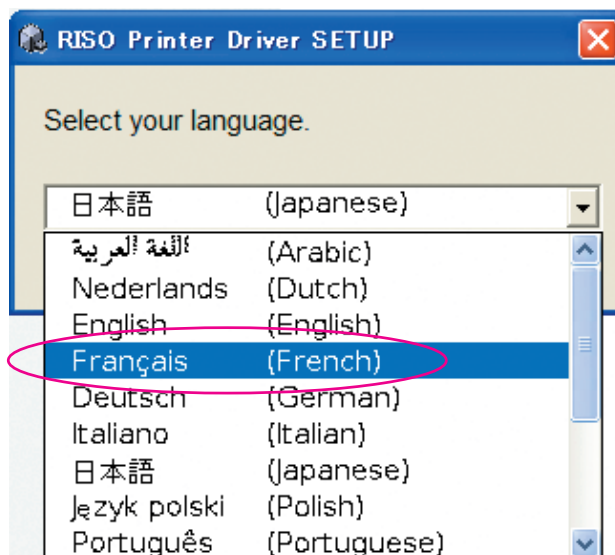 RISO Printer Driver SETUP
Select your language.
日本語 (Japanese)
اللغة العربية (Arabic)
Nederlands (Dutch)
English (English)
Français (French)
Deutsch (German)
Italiano (Italian)
日本語 (Japanese)
Język polski (Polish)
Português (Portuguese)